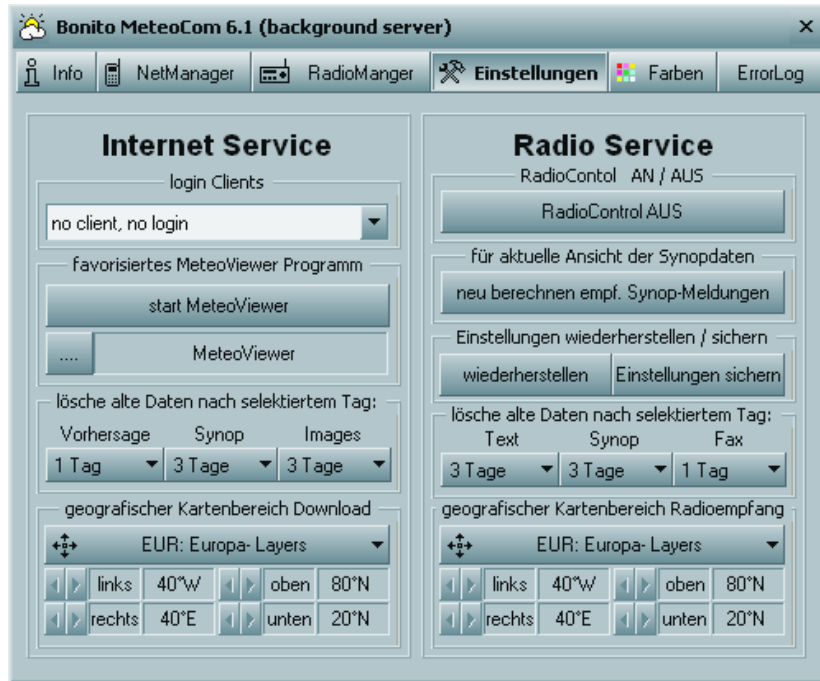 Bonito MeteoCom 6.1 (background server)
Info NetManager RadioManger Einstellungen Farben ErrorLog
Internet Service
login Clients
no client, no login
favorisiertes MeteoViewer Programm
start MeteoViewer
.... MeteoViewer
lösche alte Daten nach selektiertem Tag:
Vorhersage Synop Images
1 Tag 3 Tage 3 Tage
geografischer Kartenbereich Download
EUR: Europa- Layers
links 40°W oben 80°N
rechts 40°E unten 20°N
Radio Service
RadioContol AN / AUS
RadioControl AUS
für aktuelle Ansicht der Synopdaten
neu berechnen empf. Synop-Meldungen
Einstellungen wiederherstellen / sichern
wiederherstellen Einstellungen sichern
lösche alte Daten nach selektiertem Tag:
Text Synop Fax
3 Tage 3 Tage 1 Tag
geografischer Kartenbereich Radioempfang
EUR: Europa- Layers
links 40°W oben 80°N
rechts 40°E unten 20°N